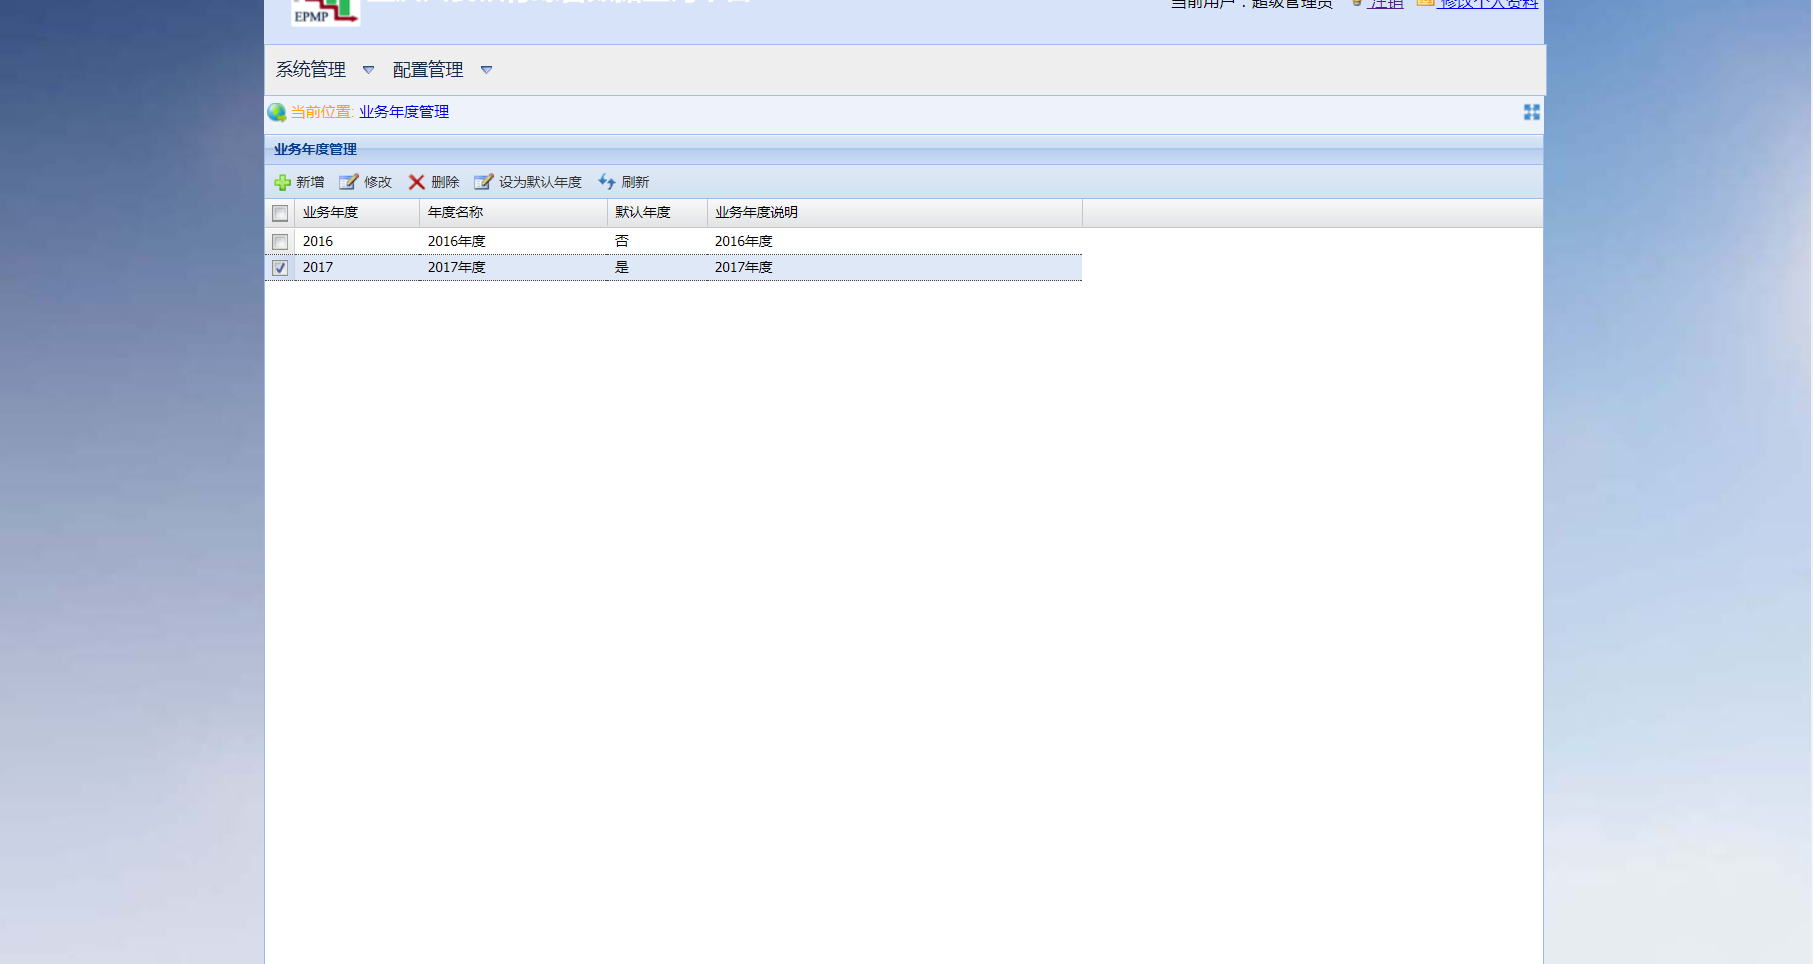 EPMP
当前用户：超级管理员 注销 修改个人资料
系统管理 配置管理
当前位置: 业务年度管理
业务年度管理
新增 修改 删除 设为默认年度 刷新
业务年度 年度名称 默认年度 业务年度说明
2016 2016年度 否 2016年度
2017 2017年度 是 2017年度